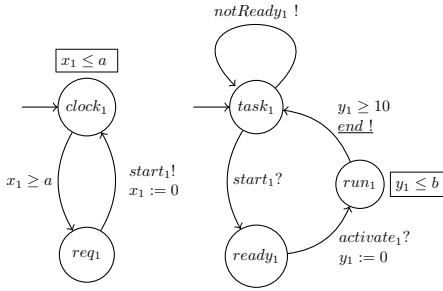 notReady₁ !
x₁ ≤ a
clock₁
task₁
y₁ ≥ 10
end !
x₁ ≥ a
start₁!
x₁ := 0
start₁?
run₁
y₁ ≤ b
req₁
ready₁
activate₁?
y₁ := 0